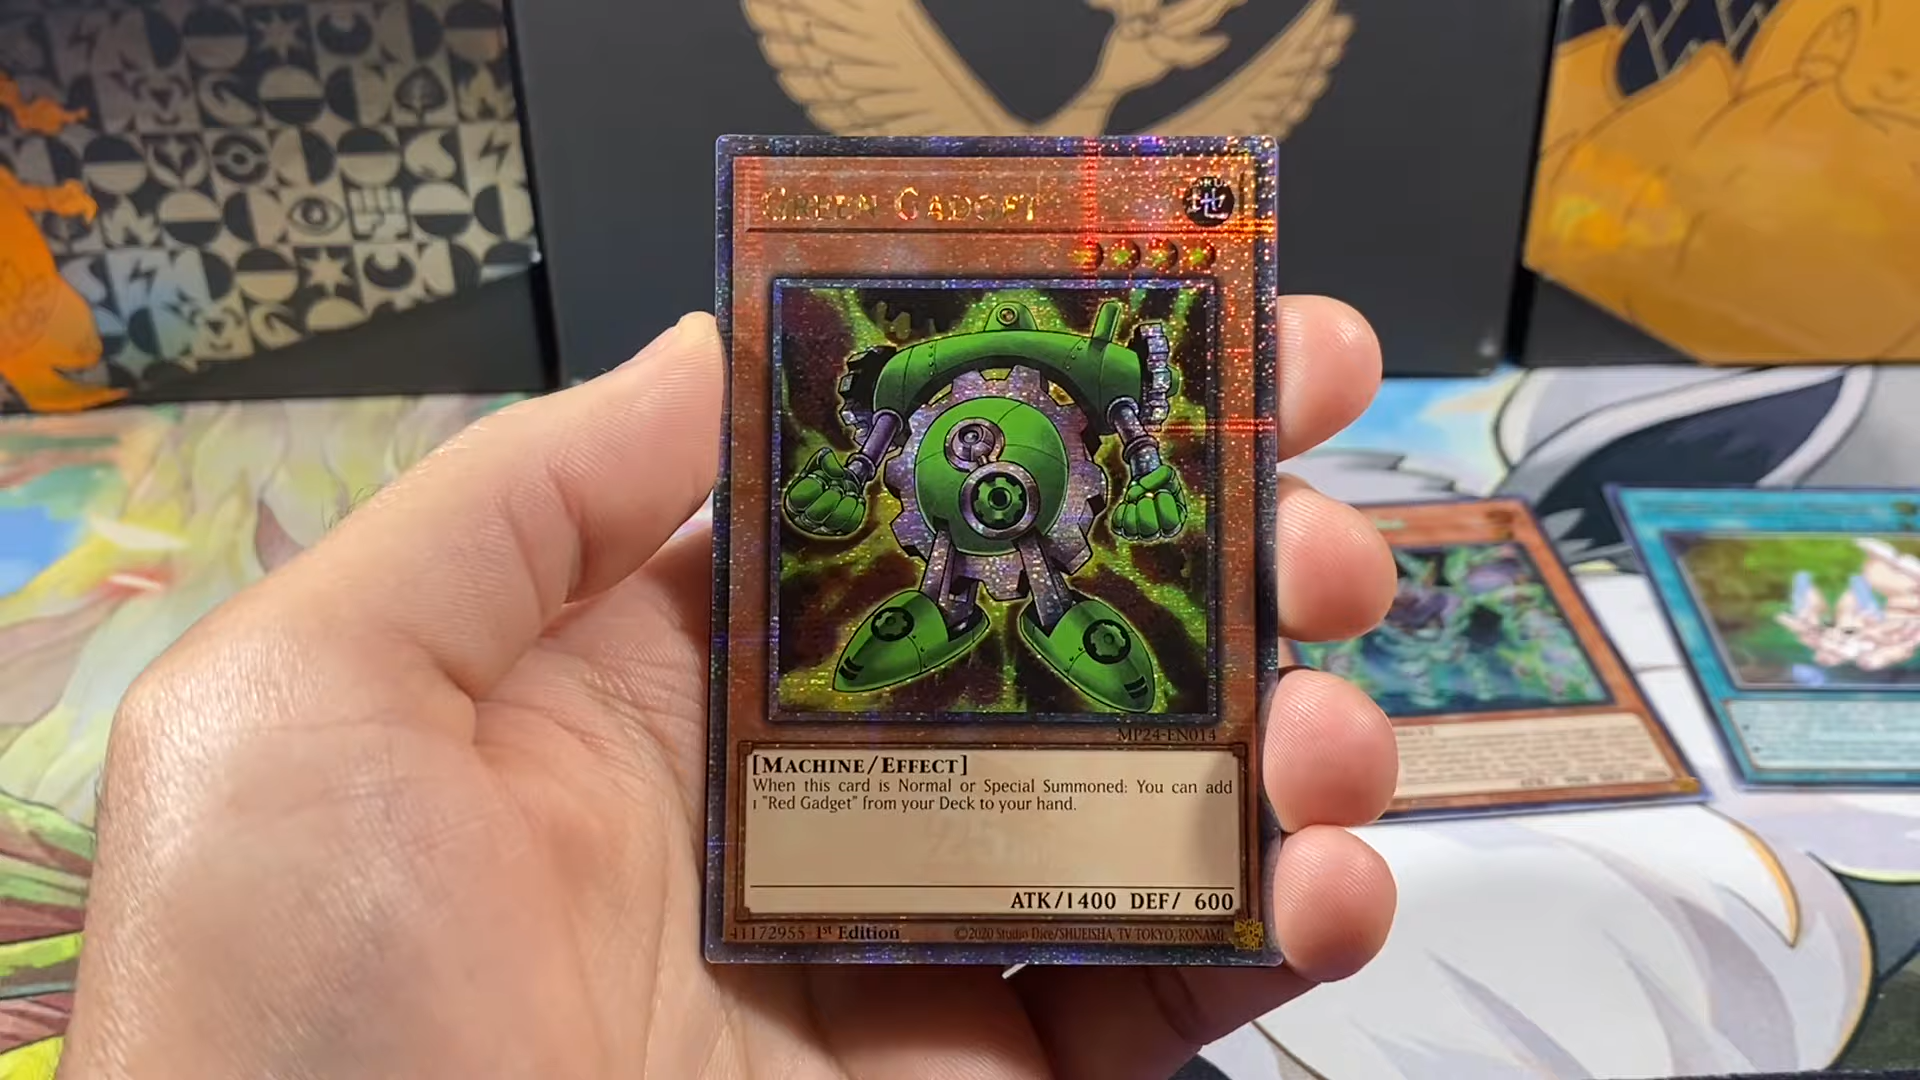 Green Gadget
MP24-EN014
[Machine/Effect]
When this card is Normal or Special Summoned: You can add
1 "Red Gadget" from your Deck to your hand.
ATK/1400 DEF/ 600
41172955 1st Edition ©2020 Studio Dice/SHUEISHA, TV TOKYO, KONAMI